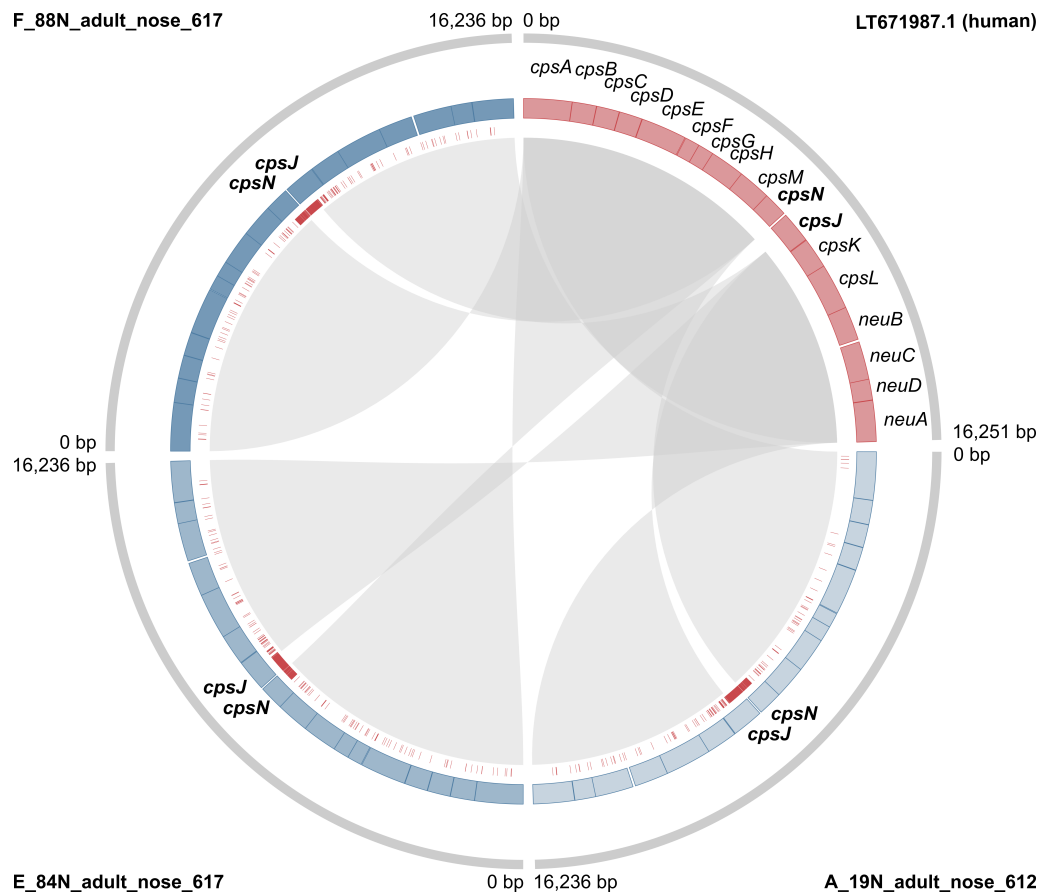 F_88N_adult_nose_617
16,236 bp
0 bp
LT671987.1 (human)
cpsA
cpsB
cpsC
cpsD
cpsE
cpsF
cpsG
cpsH
cpsM
cpsN
cpsJ
cpsK
cpsL
neuB
neuC
neuD
neuA
cpsJ
cpsN
0 bp
16,236 bp
16,251 bp
0 bp
cpsJ
cpsN
cpsN
cpsJ
E_84N_adult_nose_617
0 bp
16,236 bp
A_19N_adult_nose_612